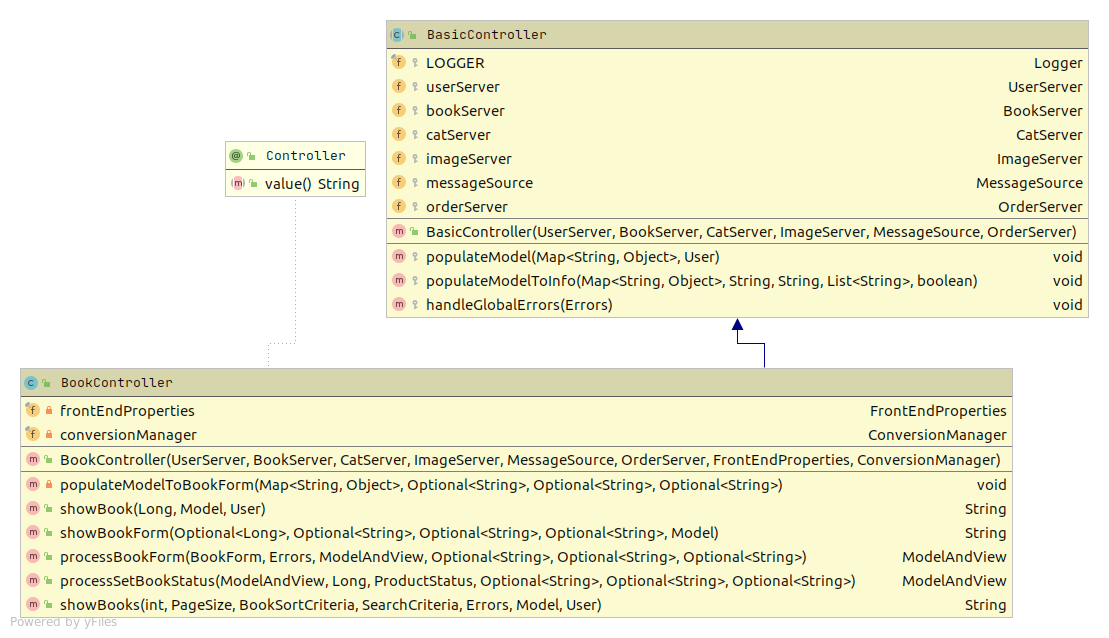 BasicController
LOGGER Logger
userServer UserServer
bookServer BookServer
catServer CatServer
imageServer ImageServer
messageSource MessageSource
orderServer OrderServer
BasicController(UserServer, BookServer, CatServer, ImageServer, MessageSource, OrderServer)
populateModel(Map<String, Object>, User) void
populateModelToInfo(Map<String, Object>, String, String, List<String>, boolean) void
handleGlobalErrors(Errors) void
Controller
value() String
BookController
frontEndProperties FrontEndProperties
conversionManager ConversionManager
BookController(UserServer, BookServer, CatServer, ImageServer, MessageSource, OrderServer, FrontEndProperties, ConversionManager)
populateModelToBookForm(Map<String, Object>, Optional<String>, Optional<String>, Optional<String>) void
showBook(Long, Model, User) String
showBookForm(Optional<Long>, Optional<String>, Optional<String>, Optional<String>, Model) String
processBookForm(BookForm, Errors, ModelAndView, Optional<String>, Optional<String>, Optional<String>) ModelAndView
processSetBookStatus(ModelAndView, Long, ProductStatus, Optional<String>, Optional<String>, Optional<String>) ModelAndView
showBooks(int, PageSize, BookSortCriteria, SearchCriteria, Errors, Model, User) String
Powered by yFiles